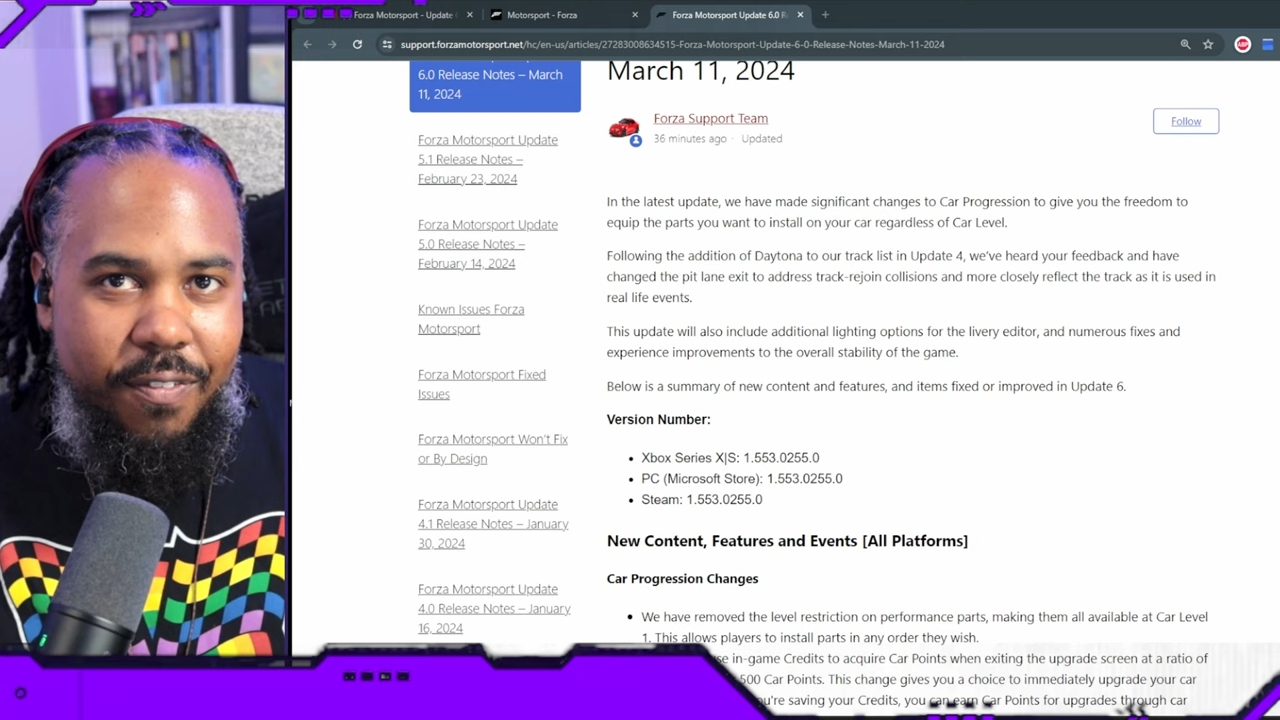 Forza Motorsport - Update
Motorsport - Forza
Forza Motorsport Update 6.0 R
support.forzamotorsport.net/hc/en-us/articles/27283008634515-Forza-Motorsport-Update-6-0-Release-Notes-March-11-2024
ABP
6.0 Release Notes – March
11, 2024
Forza Motorsport Update
5.1 Release Notes –
February 23, 2024
Forza Motorsport Update
5.0 Release Notes –
February 14, 2024
Known Issues Forza
Motorsport
Forza Motorsport Fixed
Issues
Forza Motorsport Won't Fix
or By Design
Forza Motorsport Update
4.1 Release Notes – January
30, 2024
Forza Motorsport Update
4.0 Release Notes – January
16, 2024
March 11, 2024
Forza Support Team
36 minutes ago · Updated
Follow
In the latest update, we have made significant changes to Car Progression to give you the freedom to
equip the parts you want to install on your car regardless of Car Level.
Following the addition of Daytona to our track list in Update 4, we've heard your feedback and have
changed the pit lane exit to address track-rejoin collisions and more closely reflect the track as it is used in
real life events.
This update will also include additional lighting options for the livery editor, and numerous fixes and
experience improvements to the overall stability of the game.
Below is a summary of new content and features, and items fixed or improved in Update 6.
Version Number:
• Xbox Series X|S: 1.553.0255.0
• PC (Microsoft Store): 1.553.0255.0
• Steam: 1.553.0255.0
New Content, Features and Events [All Platforms]
Car Progression Changes
• We have removed the level restriction on performance parts, making them all available at Car Level
1. This allows players to install parts in any order they wish.
in-game Credits to acquire Car Points when exiting the upgrade screen at a ratio of
500 Car Points. This change gives you a choice to immediately upgrade your car
you're saving your Credits, you can earn Car Points for upgrades through car